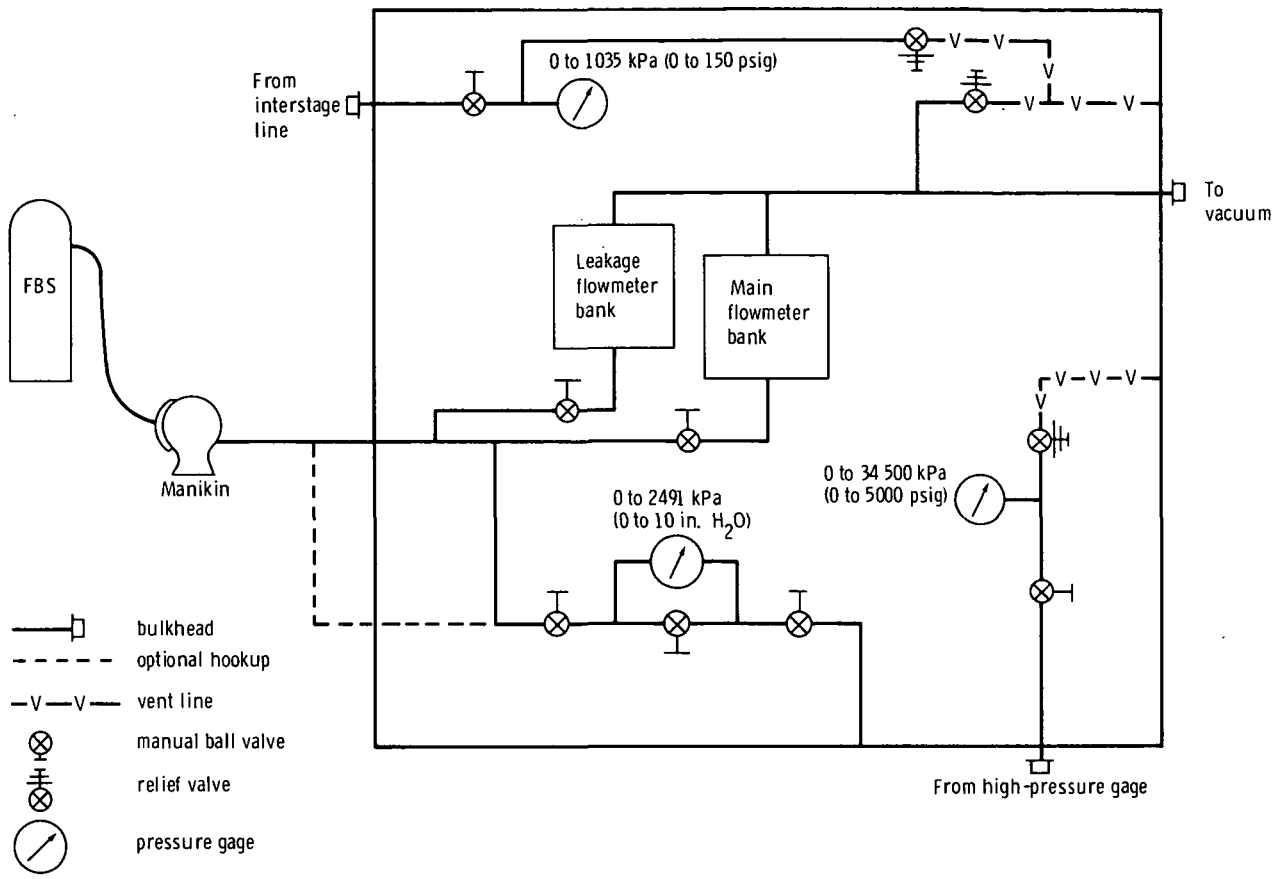 0 to 1035 kPa (0 to 150 psig)
V V
V
V V V
From
interstage
line
To
vacuum
FBS
Leakage
flowmeter
bank
Main
flowmeter
bank
V V V
V
Manikin
0 to 34 500 kPa
(0 to 5000 psig)
0 to 2491 kPa
(0 to 10 in. H2O)
bulkhead
optional hookup
V V vent line
manual ball valve
relief valve
pressure gage
From high-pressure gage